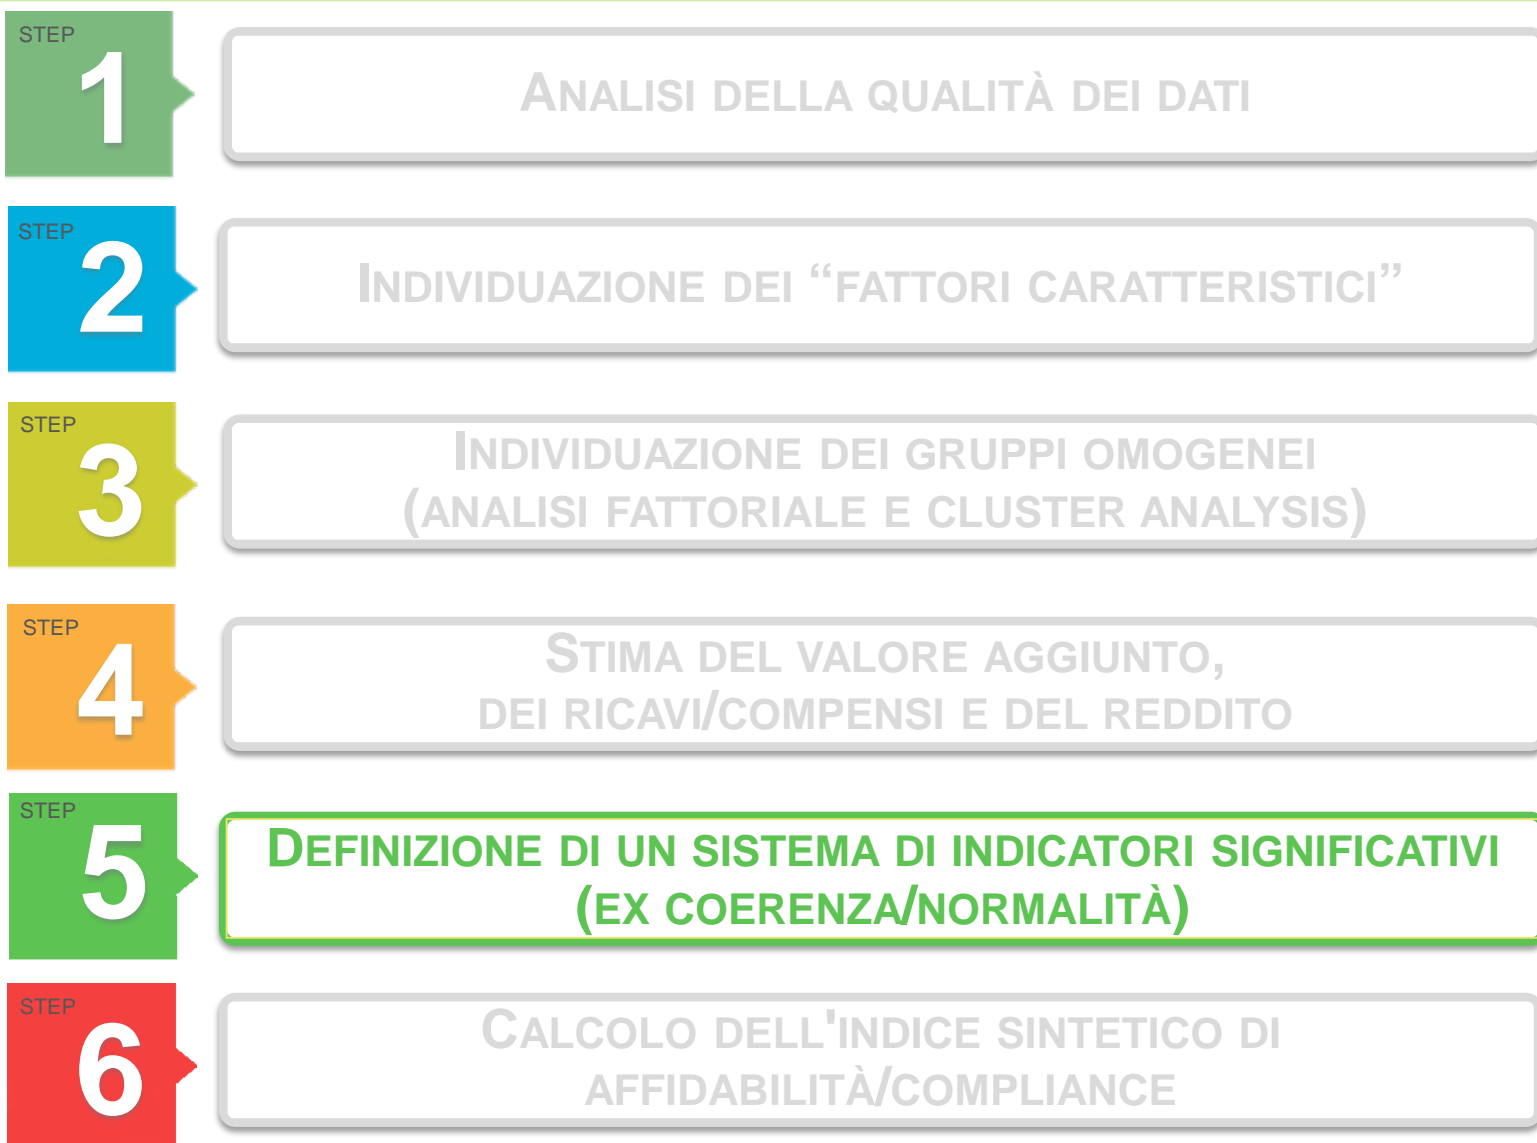 STEP
1
ANALISI DELLA QUALITÀ DEI DATI
STEP
2
INDIVIDUAZIONE DEI “FATTORI CARATTERISTICI”
STEP
3
INDIVIDUAZIONE DEI GRUPPI OMOGENEI
(ANALISI FATTORIALE E CLUSTER ANALYSIS)
STEP
4
STIMA DEL VALORE AGGIUNTO,
DEI RICAVI/COMPENSI E DEL REDDITO
STEP
5
DEFINIZIONE DI UN SISTEMA DI INDICATORI SIGNIFICATIVI
(EX COERENZA/NORMALITÀ)
STEP
6
CALCOLO DELL'INDICE SINTETICO DI
AFFIDABILITÀ/COMPLIANCE